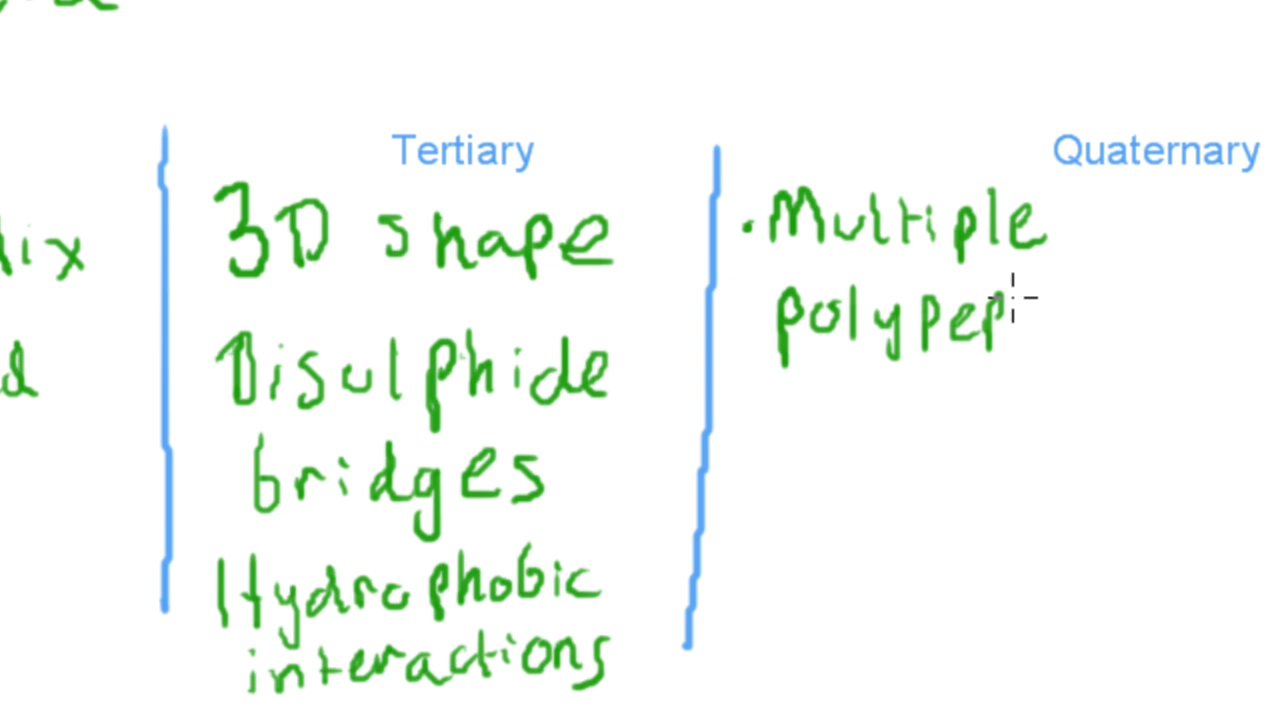 Tertiary
3D shape
Disulphide
bridges
Hydrophobic
interactions
Quaternary
. Multiple
polypep